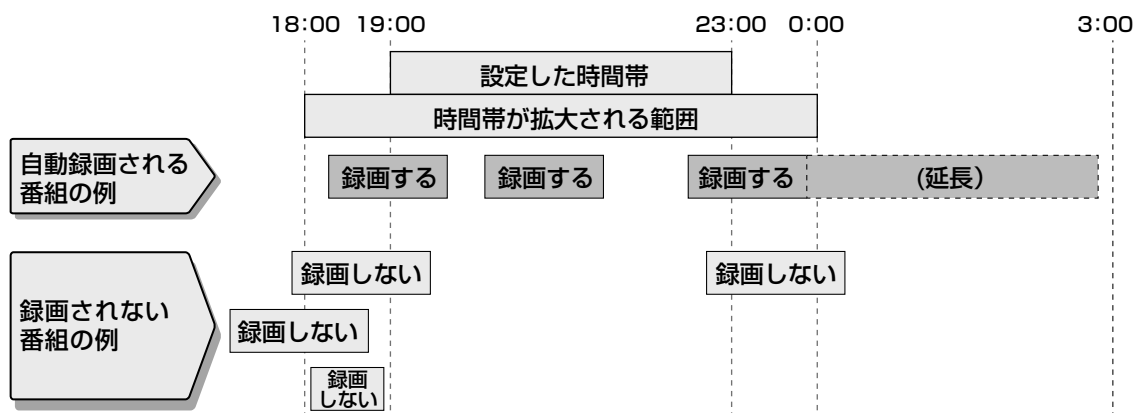 18:00 19:00 23:00 0:00 3:00
設定した時間帯
時間帯が拡大される範囲
自動録画される
番組の例
録画する 録画する 録画する (延長）
録画されない
番組の例
録画しない 録画しない
録画しない
録画
しない